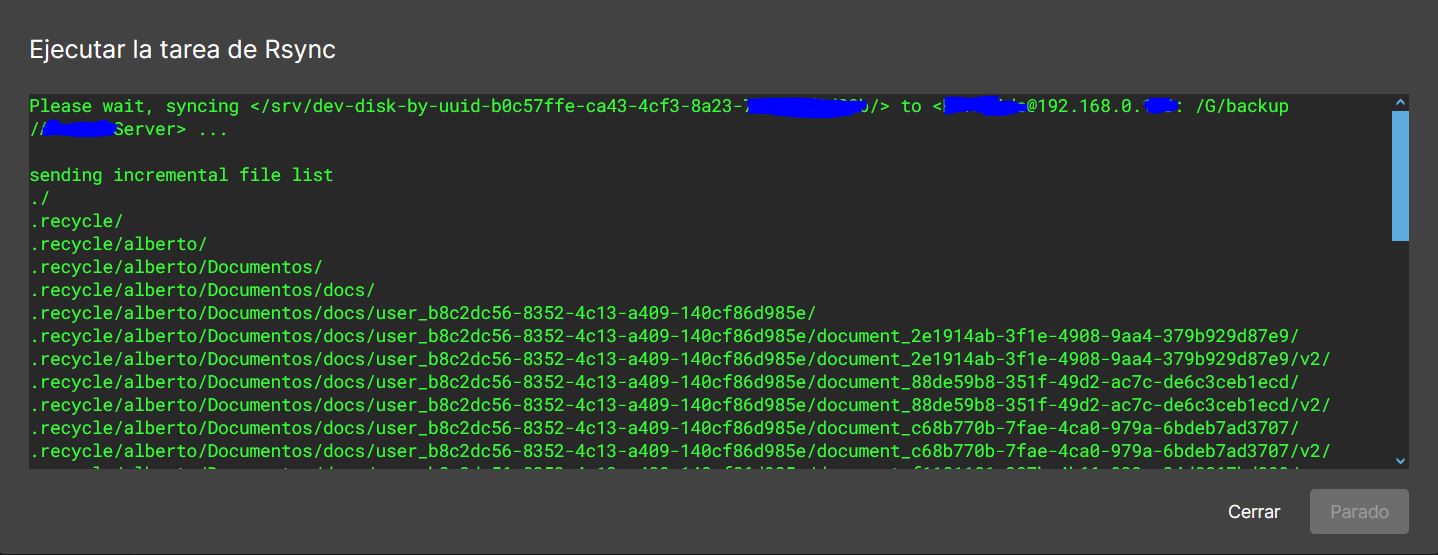 Ejecutar la tarea de Rsync
Please wait, syncing </srv/dev-disk-by-uuid-b0c57ffe-ca43-4cf3-8a23- /> to < @192.168.0. : /G/backup
/ Server> ...
sending incremental file list
./
.recycle/
.recycle/alberto/
.recycle/alberto/Documentos/
.recycle/alberto/Documentos/docs/
.recycle/alberto/Documentos/docs/user_b8c2dc56-8352-4c13-a409-140cf86d985e/
.recycle/alberto/Documentos/docs/user_b8c2dc56-8352-4c13-a409-140cf86d985e/document_2e1914ab-3f1e-4908-9aa4-379b929d87e9/
.recycle/alberto/Documentos/docs/user_b8c2dc56-8352-4c13-a409-140cf86d985e/document_2e1914ab-3f1e-4908-9aa4-379b929d87e9/v2/
.recycle/alberto/Documentos/docs/user_b8c2dc56-8352-4c13-a409-140cf86d985e/document_88de59b8-351f-49d2-ac7c-de6c3ceb1ecd/
.recycle/alberto/Documentos/docs/user_b8c2dc56-8352-4c13-a409-140cf86d985e/document_88de59b8-351f-49d2-ac7c-de6c3ceb1ecd/v2/
.recycle/alberto/Documentos/docs/user_b8c2dc56-8352-4c13-a409-140cf86d985e/document_c68b770b-7fae-4ca0-979a-6bdeb7ad3707/
.recycle/alberto/Documentos/docs/user_b8c2dc56-8352-4c13-a409-140cf86d985e/document_c68b770b-7fae-4ca0-979a-6bdeb7ad3707/v2/
Cerrar
Parado